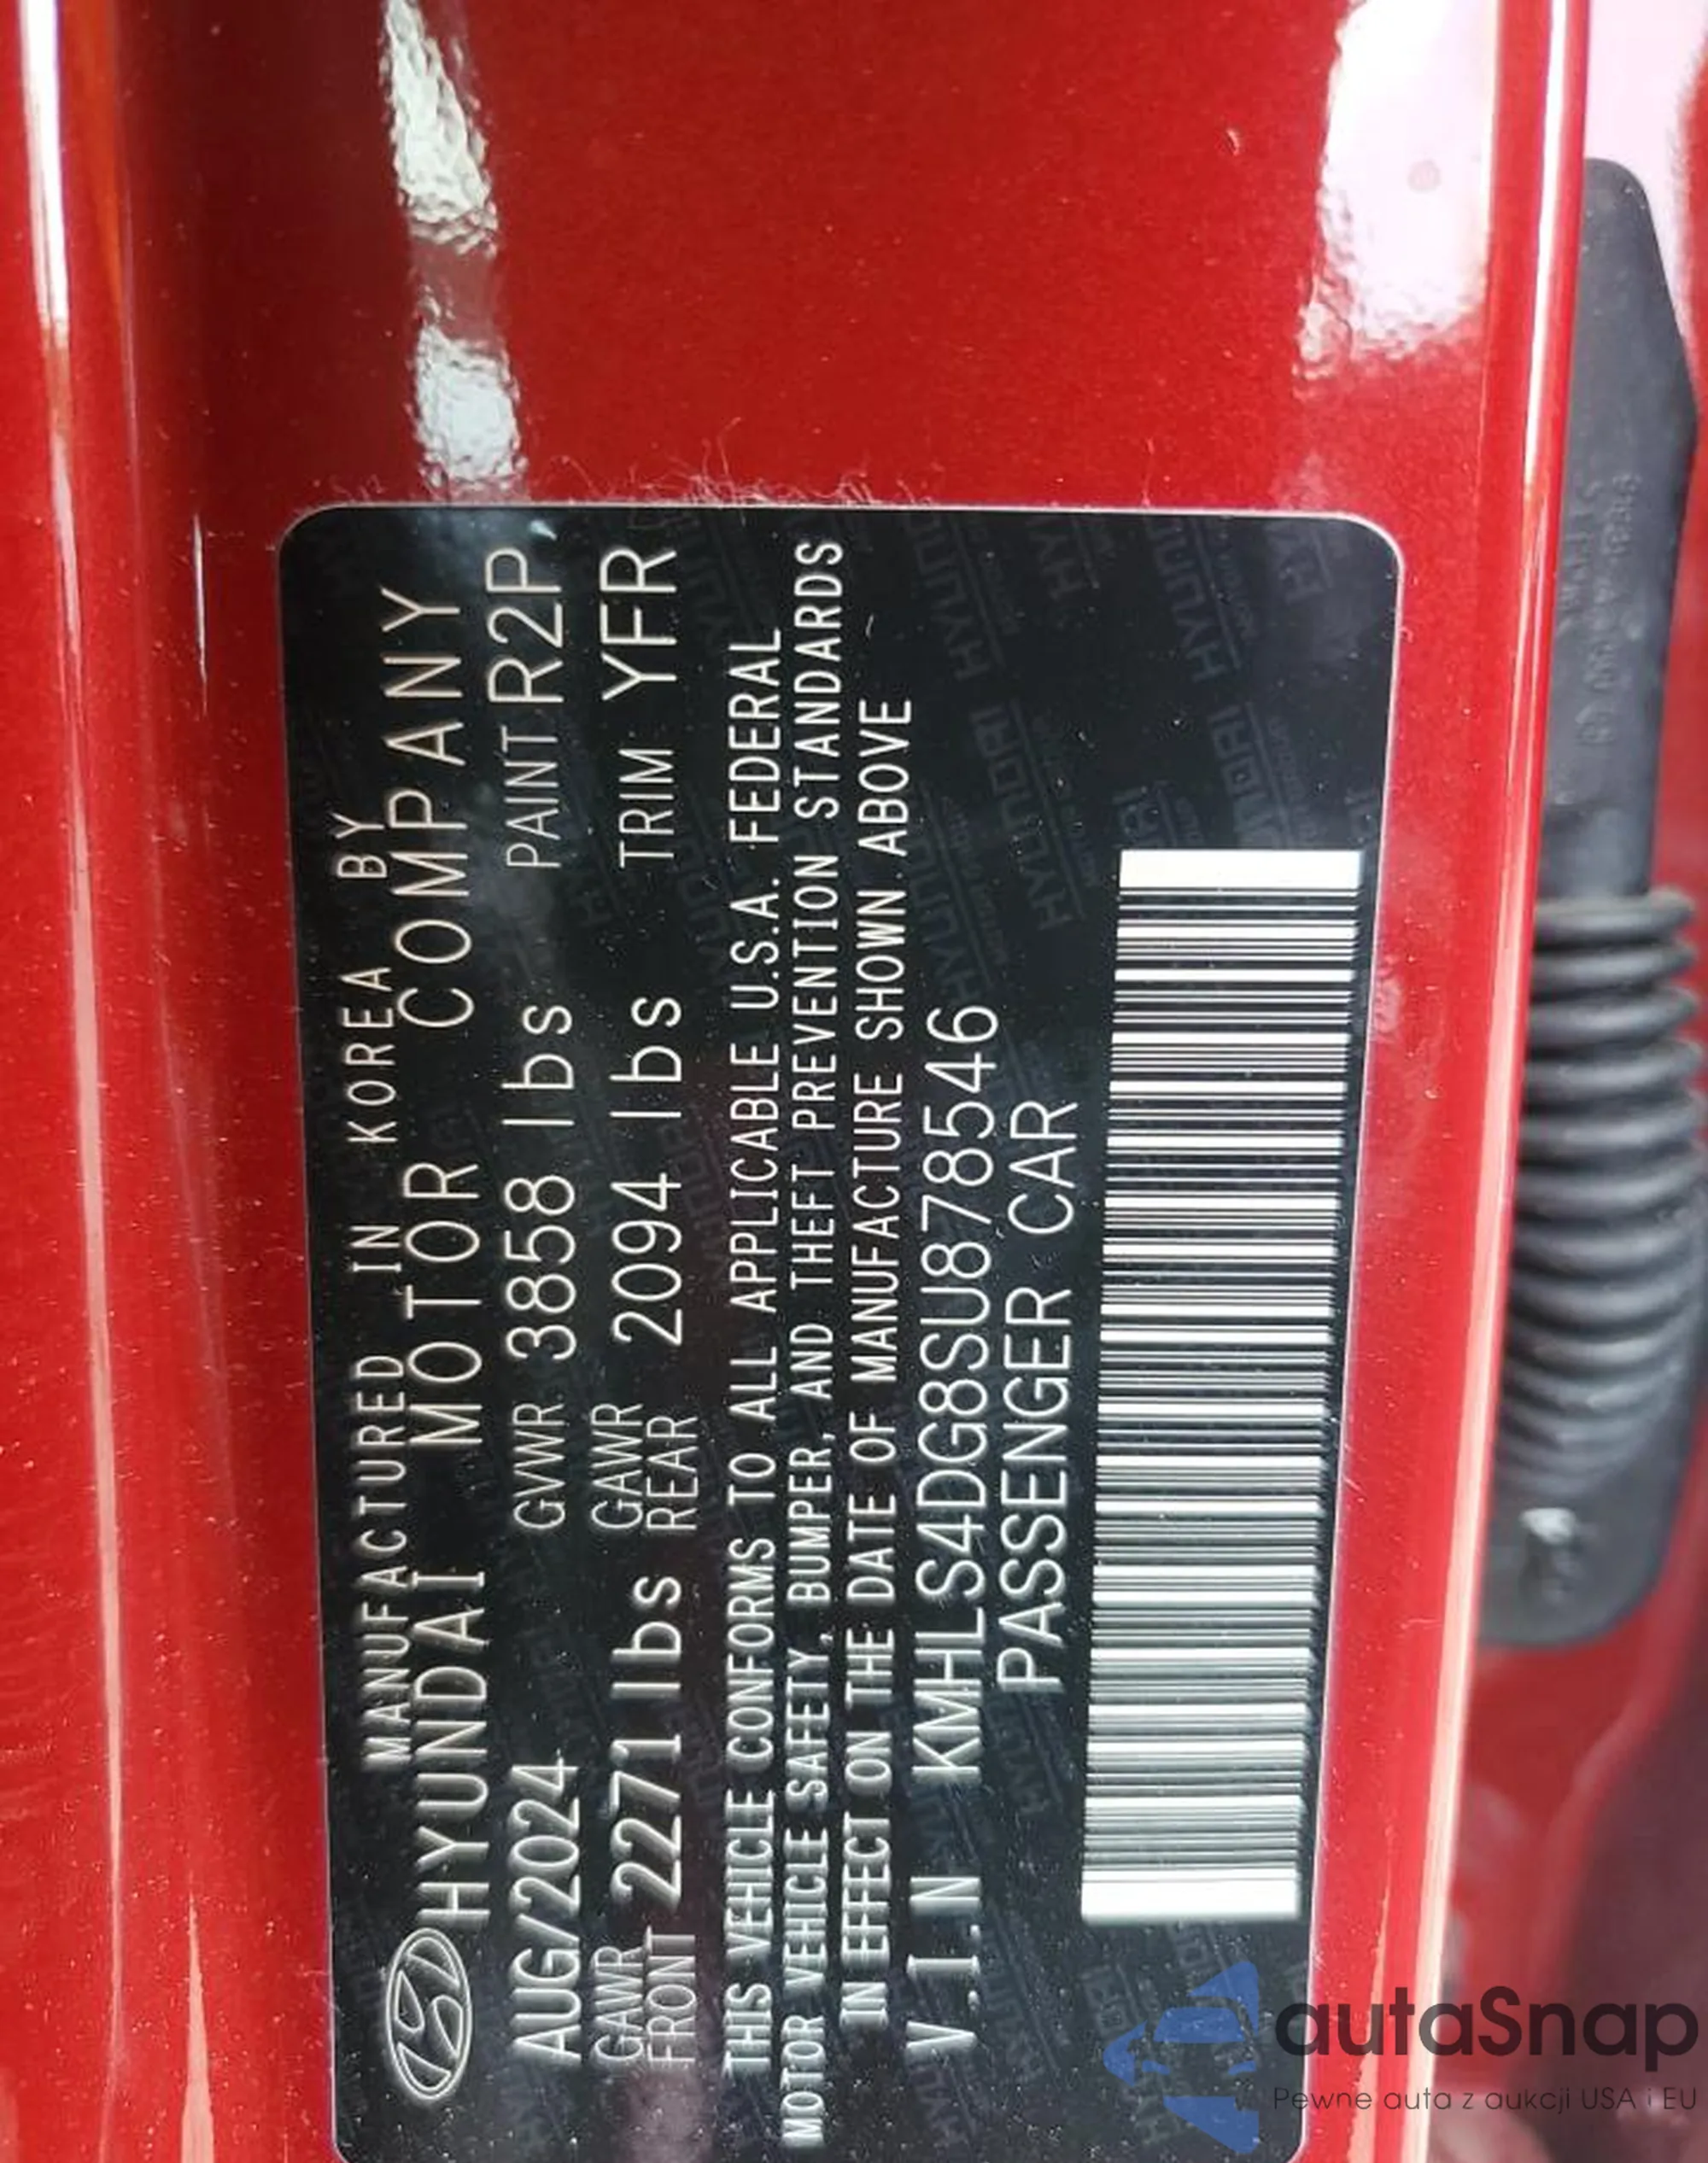 MANUFACTURED IN KOREA BY
HYUNDAI MOTOR COMPANY
AUG/2024 GVWR 3858 lbs PAINT R2P
GAWR FRONT 2271 lbs GAWR REAR 2094 lbs TRIM YFR
THIS VEHICLE CONFORMS TO ALL APPLICABLE U.S.A. FEDERAL
MOTOR VEHICLE SAFETY, BUMPER, AND THEFT PREVENTION STANDARDS
IN EFFECT ON THE DATE OF MANUFACTURE SHOWN ABOVE
V.I.N KMHLS4DG8SU878546
PASSENGER CAR
autaSnap
Pewne auta z aukcji USA i EU